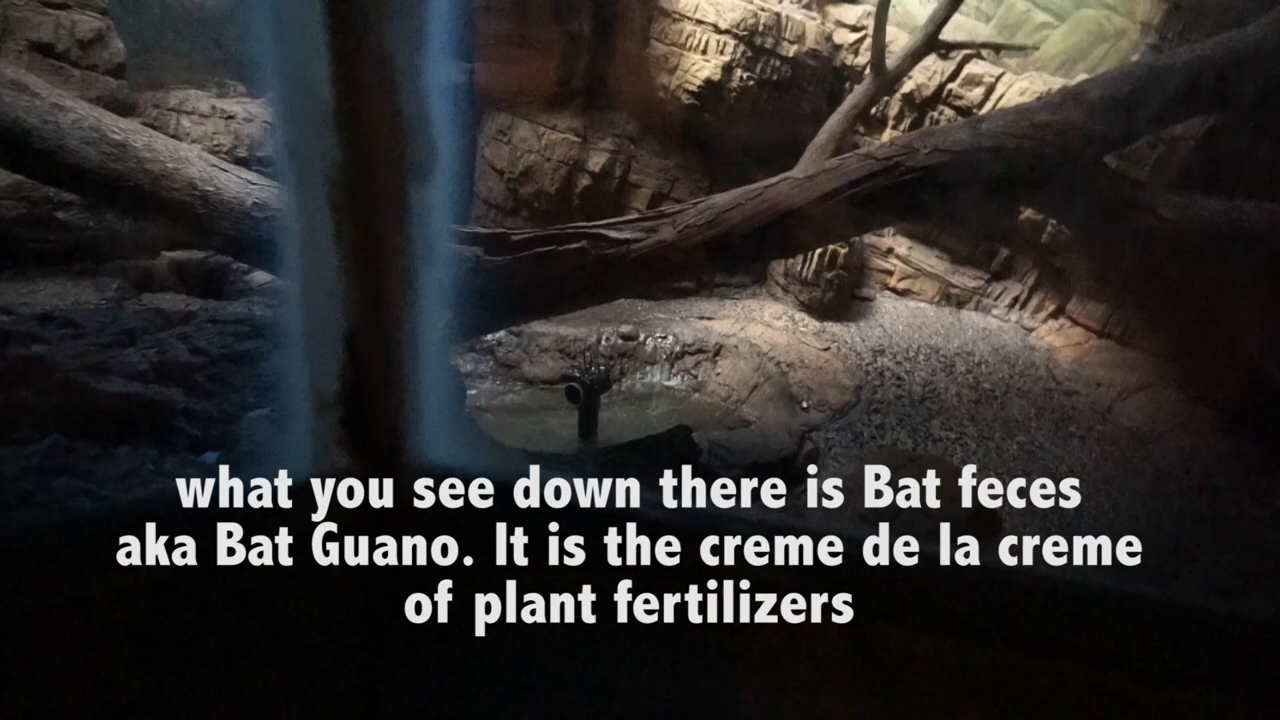 what you see down there is Bat feces
aka Bat Guano. It is the creme de la creme
of plant fertilizers